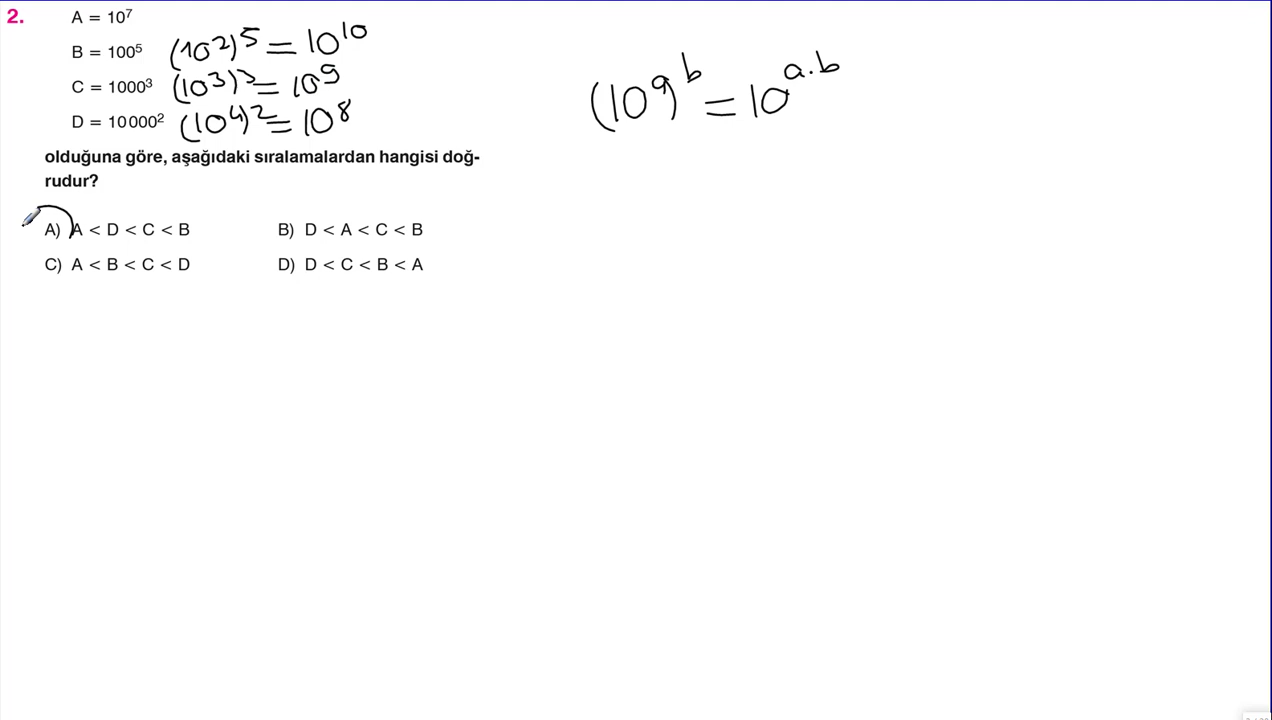 2.
A = 10⁷
B = 100⁵ (10²)⁵ = 10¹⁰
C = 1000³ (10³)³ = 10⁹
D = 10000² (10⁴)² = 10⁸
(10ᵃ)ᵇ = 10ᵃ·ᵇ
olduğuna göre, aşağıdaki sıralamalardan hangisi doğ-
rudur?
A) A < D < C < B B) D < A < C < B
C) A < B < C < D D) D < C < B < A